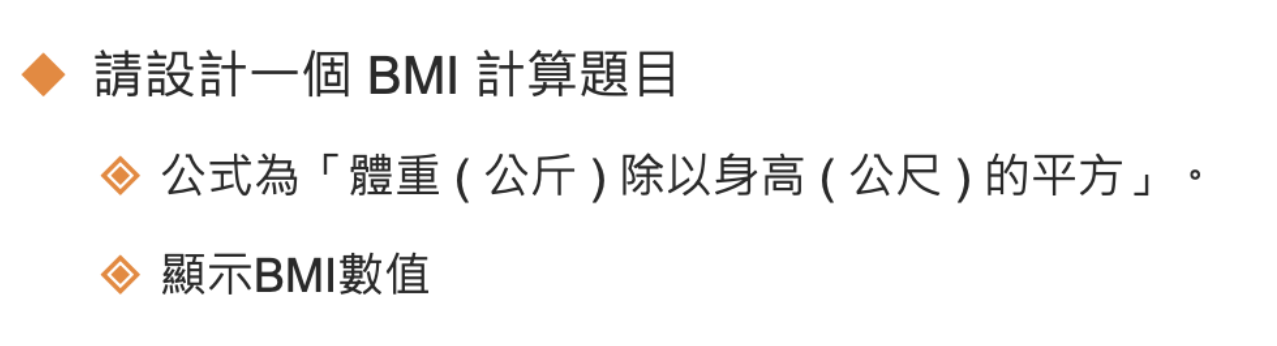 請設計一個 BMI 計算題目
公式為「體重 ( 公斤 ) 除以身高 ( 公尺 ) 的平方」。
顯示BMI數值